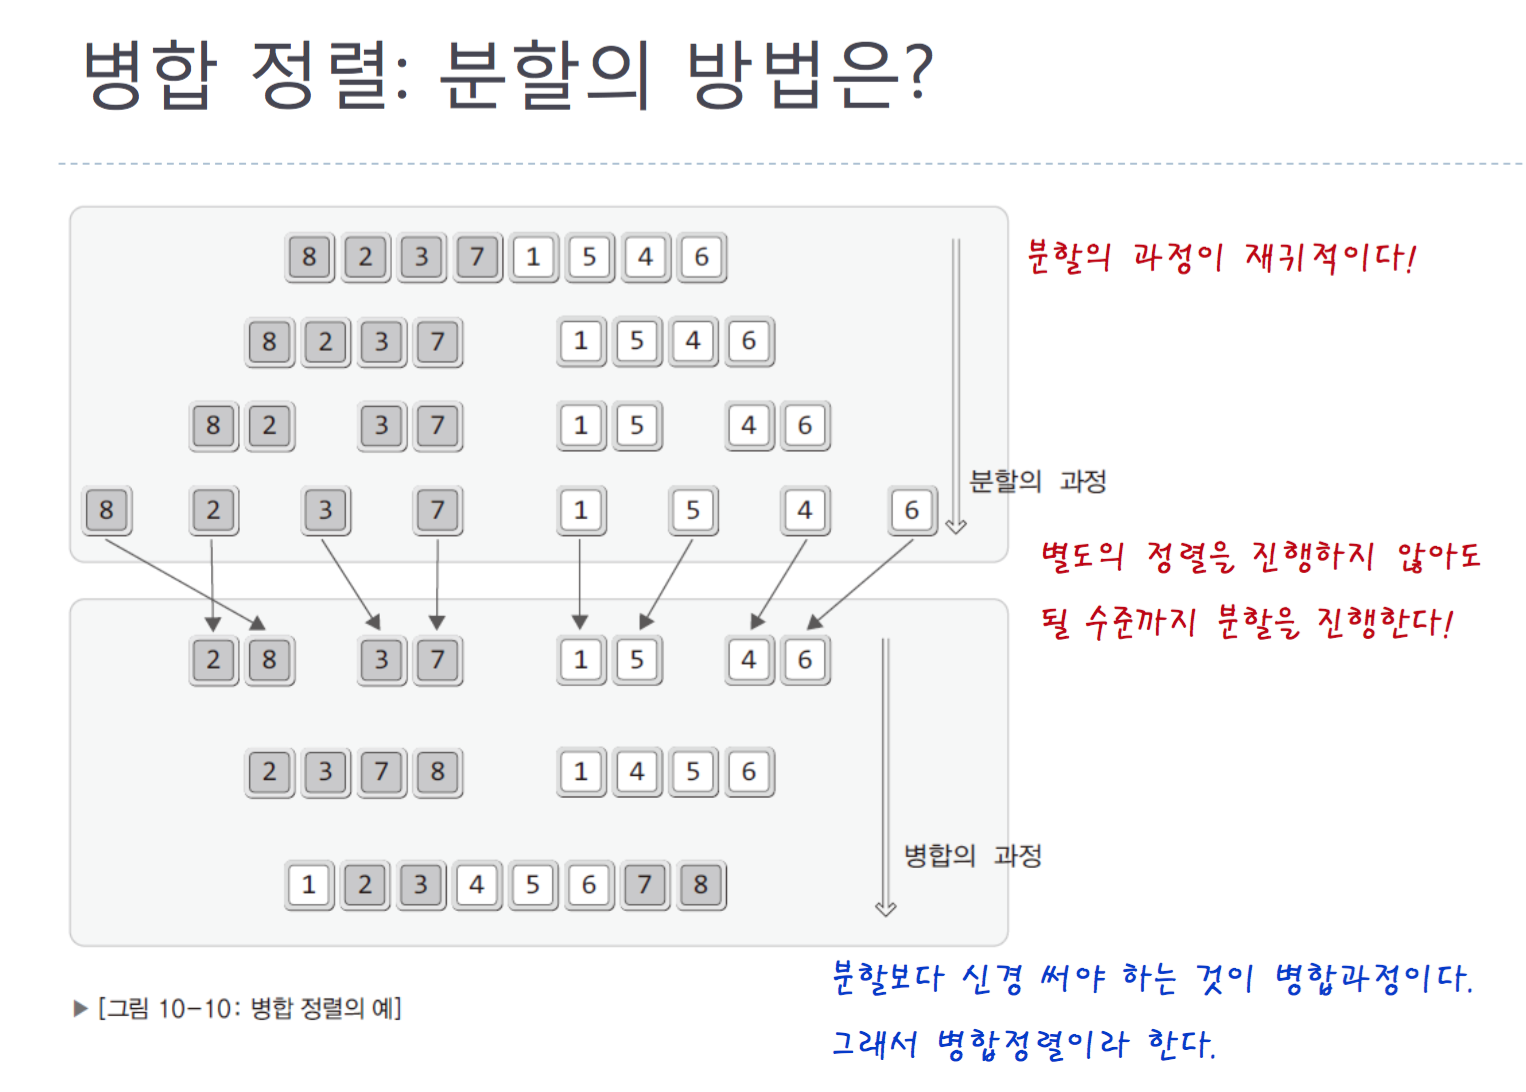 병합 정렬: 분할의 방법은?
8 2 3 7 1 5 4 6
분할의 과정이 재귀적이다!
8 2 3 7 1 5 4 6
8 2 3 7 1 5 4 6
분할의 과정
8 2 3 7 1 5 4 6
별도의 정렬을 진행하지 않아도
될 수준까지 분할을 진행한다!
2 8 3 7 1 5 4 6
2 3 7 8 1 4 5 6
병합의 과정
1 2 3 4 5 6 7 8
분할보다 신경 써야 하는 것이 병합과정이다.
그래서 병합정렬이라 한다.
▶ [그림 10-10: 병합 정렬의 예]